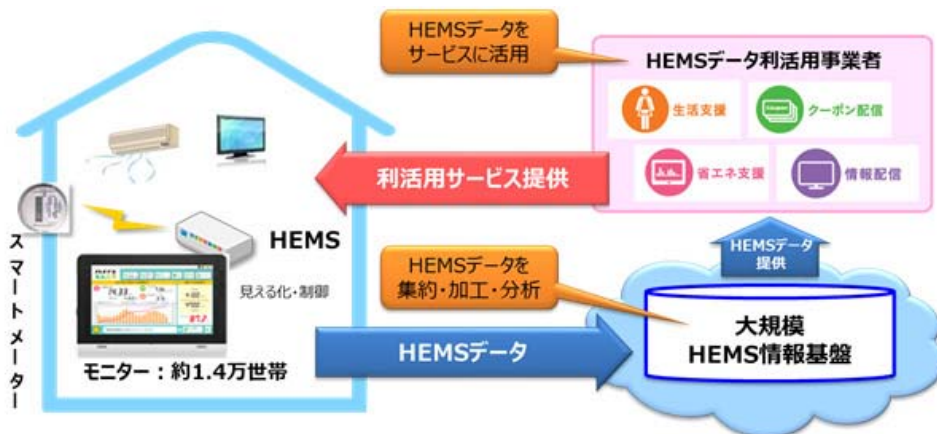 HEMSデータを
サービスに活用
HEMSデータ利活用事業者
生活支援
クーポン配信
省エネ支援
情報配信
利活用サービス提供
スマートメーター
HEMS
見える化・制御
モニター：約1.4万世帯
HEMSデータを
集約・加工・分析
HEMSデータ
HEMSデータ
提供
大規模
HEMS情報基盤